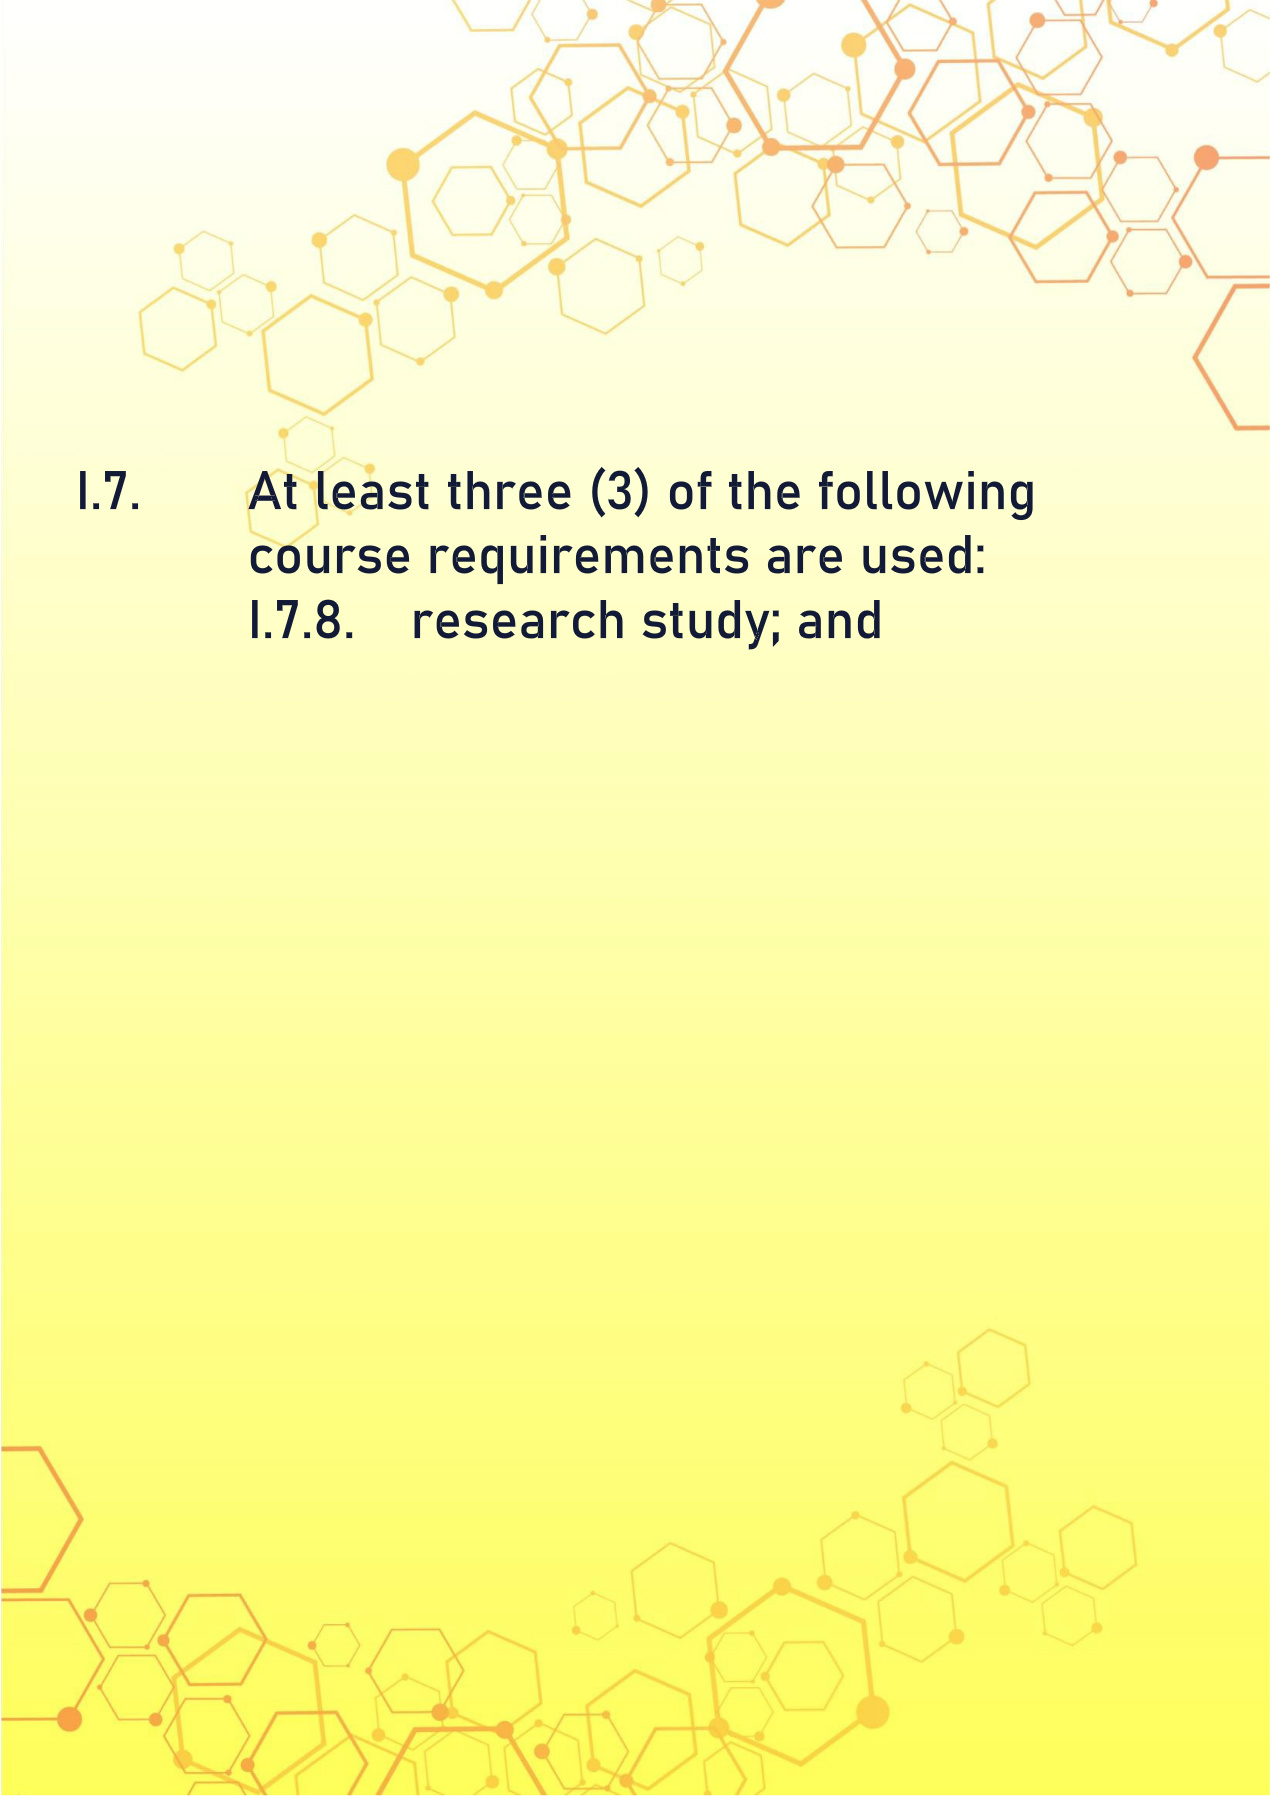 I.7. At least three (3) of the following
course requirements are used:
I.7.8. research study; and